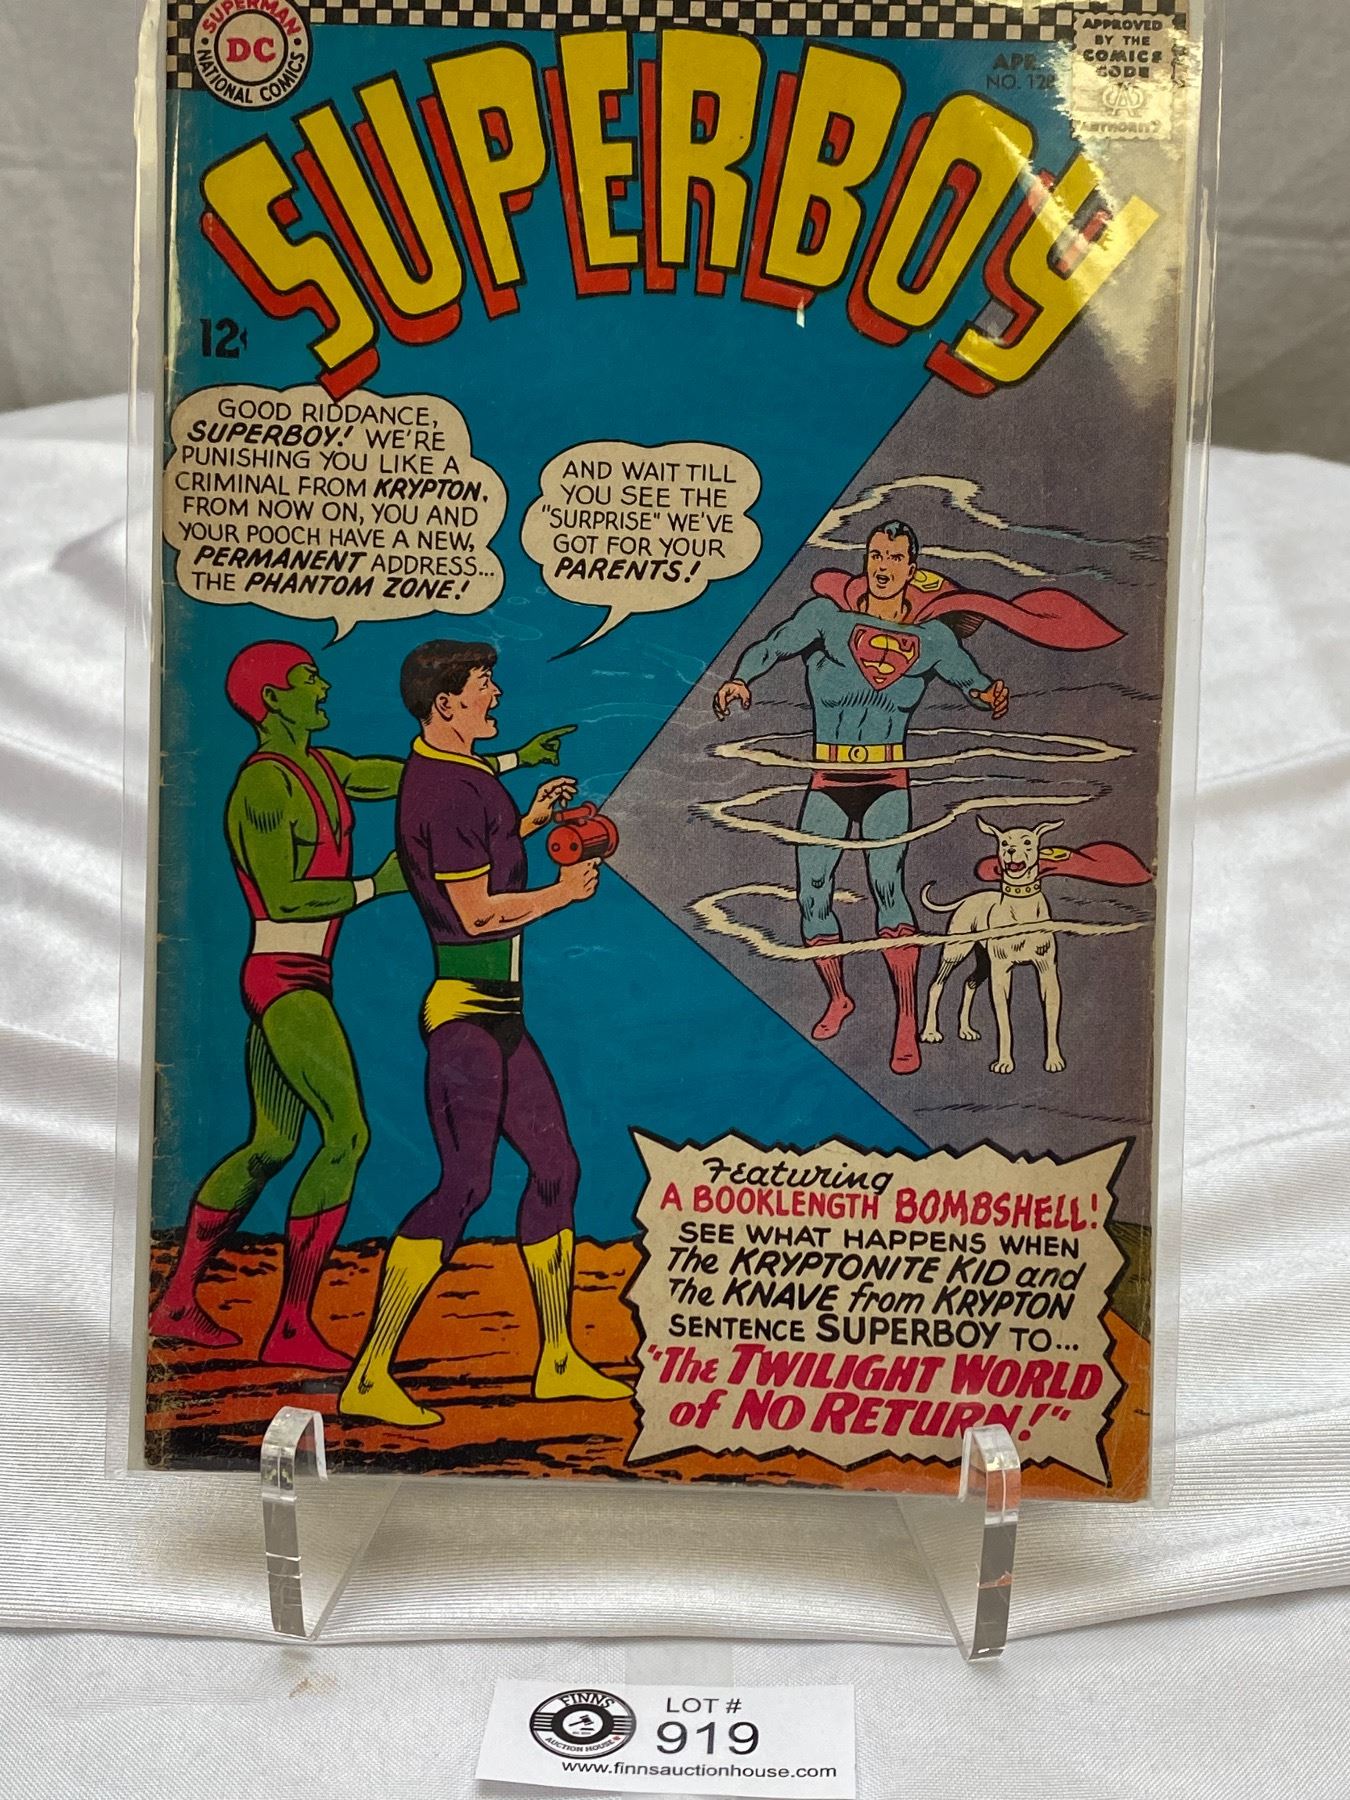 SUPERMAN
DC
NATIONAL COMICS
SUPERBOY
APR.
NO. 128
APPROVED
BY THE
COMICS
CODE
AUTHORITY
12¢
GOOD RIDDANCE,
SUPERBOY! WE'RE
PUNISHING YOU LIKE A
CRIMINAL FROM KRYPTON.
FROM NOW ON, YOU AND
YOUR POOCH HAVE A NEW,
PERMANENT ADDRESS...
THE PHANTOM ZONE!
AND WAIT TILL
YOU SEE THE
"SURPRISE" WE'VE
GOT FOR YOUR
PARENTS!
Featuring
A BOOKLENGTH BOMBSHELL!
SEE WHAT HAPPENS WHEN
The KRYPTONITE KID and
The KNAVE from KRYPTON
SENTENCE SUPERBOY TO...
"The TWILIGHT WORLD
of NO RETURN!"
FINNS
AUCTION HOUSE
LOT #
919
www.finnsauctionhouse.com